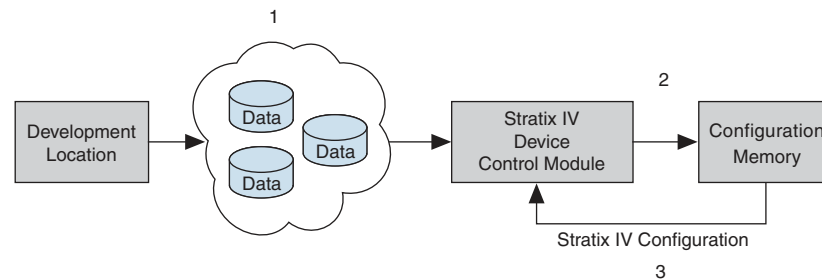 1
Development
Location
Data
Data
Data
Stratix IV
Device
Control Module
2
Configuration
Memory
Stratix IV Configuration
3